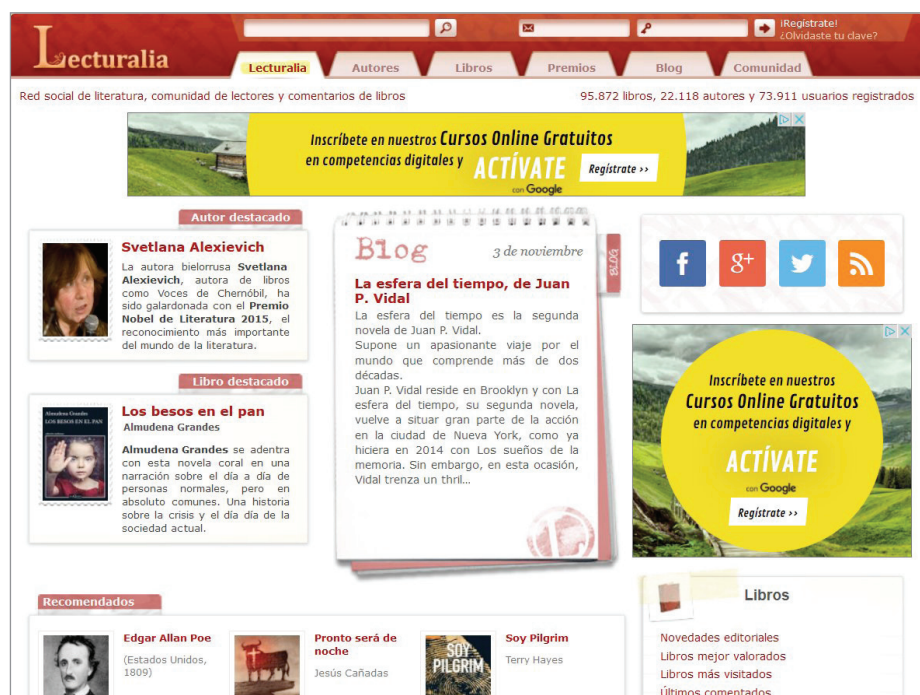 ¡Regístrate!
¿Olvidaste tu clave?
Lecturalia
Lecturalia
Autores
Libros
Premios
Blog
Comunidad
Red social de literatura, comunidad de lectores y comentarios de libros
95.872 libros, 22.118 autores y 73.911 usuarios registrados
Inscríbete en nuestros Cursos Online Gratuitos
en competencias digitales y ACTÍVATE
con Google
Regístrate >>
Autor destacado
Svetlana Alexievich
La autora bielorrusa Svetlana
Alexievich, autora de libros
como Voces de Chernóbil, ha
sido galardonada con el Premio
Nobel de Literatura 2015, el
reconocimiento más importante
del mundo de la literatura.
Libro destacado
Almudena Grandes
LOS BESOS EN EL PAN
Los besos en el pan
Almudena Grandes
Almudena Grandes se adentra
con esta novela coral en una
narración sobre el día a día de
personas normales, pero en
absoluto comunes. Una historia
sobre la crisis y el día día de la
sociedad actual.
Blog
3 de noviembre
BLOG
La esfera del tiempo, de Juan
P. Vidal
La esfera del tiempo es la segunda
novela de Juan P. Vidal.
Supone un apasionante viaje por el
mundo que comprende más de dos
décadas.
Juan P. Vidal reside en Brooklyn y con La
esfera del tiempo, su segunda novela,
vuelve a situar gran parte de la acción
en la ciudad de Nueva York, como ya
hiciera en 2014 con Los sueños de la
memoria. Sin embargo, en esta ocasión,
Vidal trenza un thril...
f
g+
Inscríbete en nuestros
Cursos Online Gratuitos
en competencias digitales y
ACTÍVATE
con Google
Regístrate >>
Recomendados
Edgar Allan Poe
(Estados Unidos,
1809)
Pronto será de
noche
Jesús Cañadas
SOY
PILGRIM
Soy Pilgrim
Terry Hayes
Libros
Novedades editoriales
Libros mejor valorados
Libros más visitados
Últimos comentados